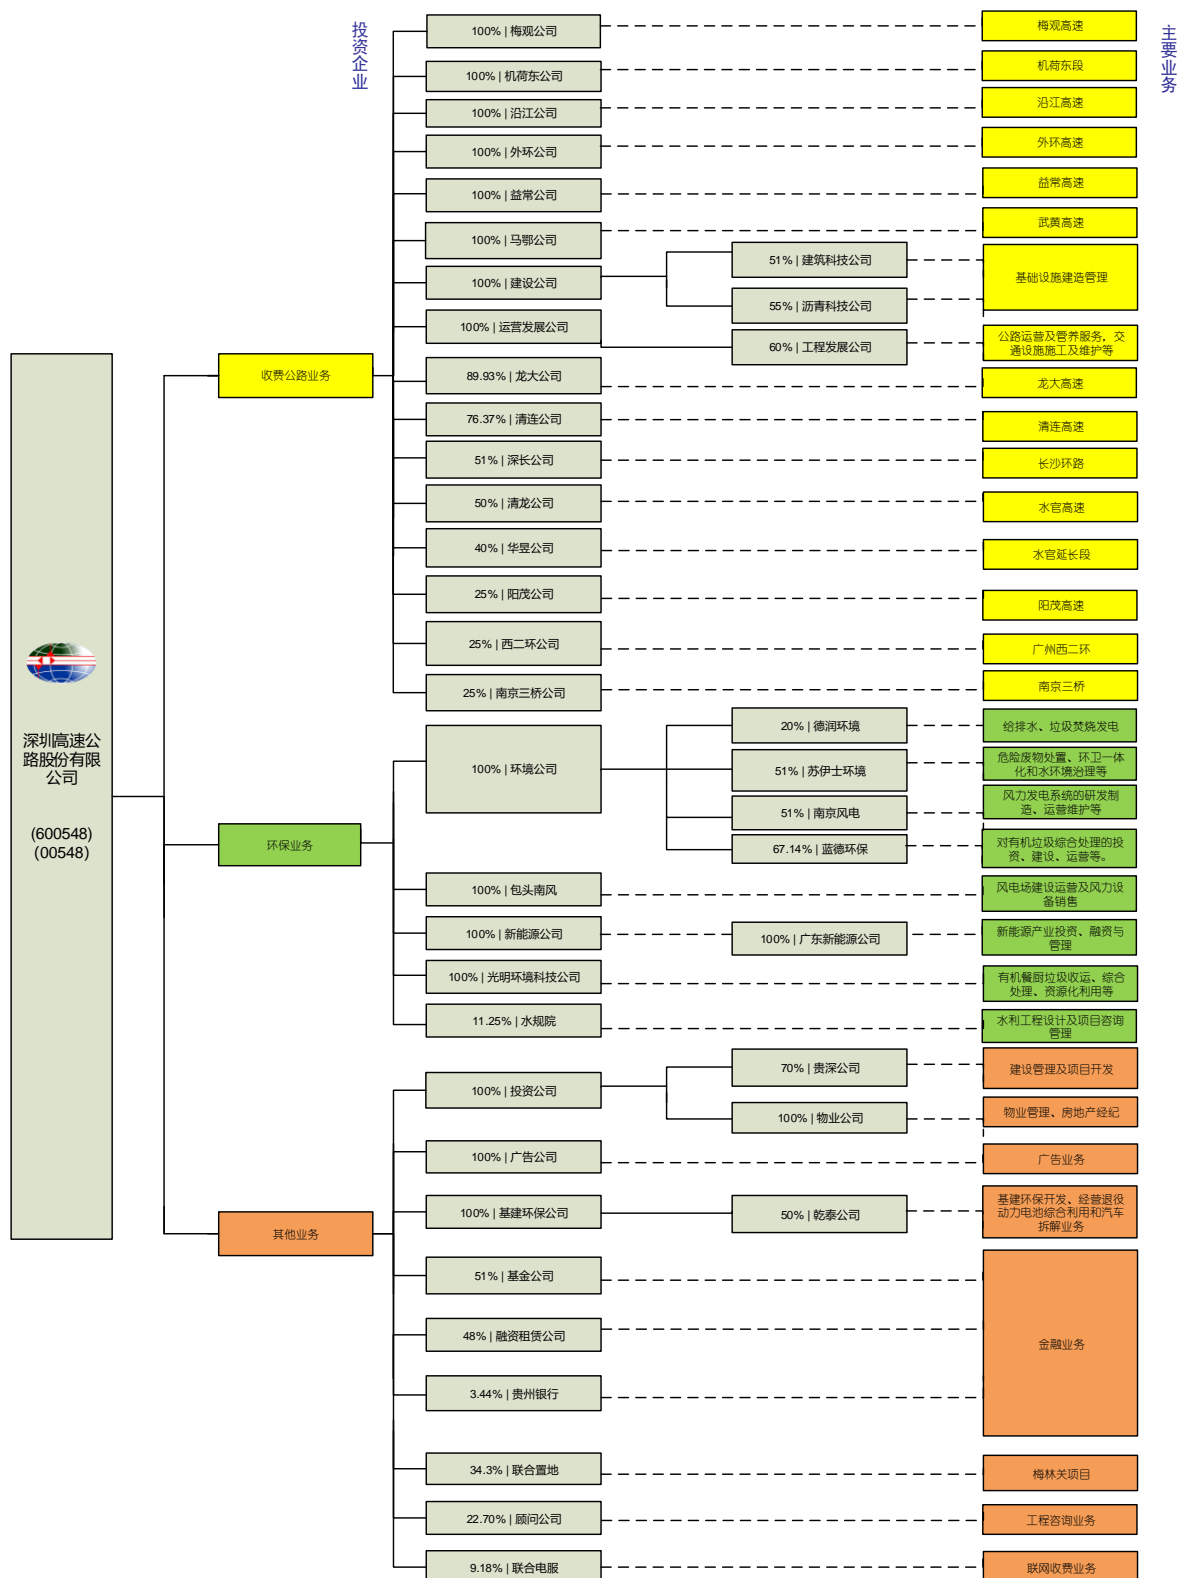 投资企业
主要业务
深圳高速公
路股份有限
公司
(600548)
(00548)
收费公路业务
100% | 梅观公司
梅观高速
100% | 机荷东公司
机荷东段
100% | 沿江公司
沿江高速
100% | 外环公司
外环高速
100% | 益常公司
益常高速
100% | 马鄂公司
武黄高速
100% | 建设公司
51% | 建筑科技公司
55% | 沥青科技公司
基础设施建造管理
100% | 运营发展公司
60% | 工程发展公司
公路运营及管养服务，交
通设施施工及维护等
89.93% | 龙大公司
龙大高速
76.37% | 清连公司
清连高速
51% | 深长公司
长沙环路
50% | 清龙公司
水官高速
40% | 华昱公司
水官延长段
25% | 阳茂公司
阳茂高速
25% | 西二环公司
广州西二环
25% | 南京三桥公司
南京三桥
环保业务
100% | 环境公司
20% | 德润环境
给排水、垃圾焚烧发电
51% | 苏伊士环境
危险废物处置、环卫一体
化和水环境治理等
51% | 南京风电
风力发电系统的研发制
造、运营维护等
67.14% | 蓝德环保
对有机垃圾综合处理的投
资、建设、运营等。
100% | 包头南风
风电场建设运营及风力设
备销售
100% | 新能源公司
100% | 广东新能源公司
新能源产业投资、融资与
管理
100% | 光明环境科技公司
有机餐厨垃圾收运、综合
处理、资源化利用等
11.25% | 水规院
水利工程设计及项目咨询
管理
其他业务
100% | 投资公司
70% | 贵深公司
建设管理及项目开发
100% | 物业公司
物业管理、房地产经纪
100% | 广告公司
广告业务
100% | 基建环保公司
50% | 乾泰公司
基建环保开发、经营退役
动力电池综合利用和汽车
拆解业务
51% | 基金公司
48% | 融资租赁公司
3.44% | 贵州银行
金融业务
34.3% | 联合置地
梅林关项目
22.70% | 顾问公司
工程咨询业务
9.18% | 联合电服
联网收费业务